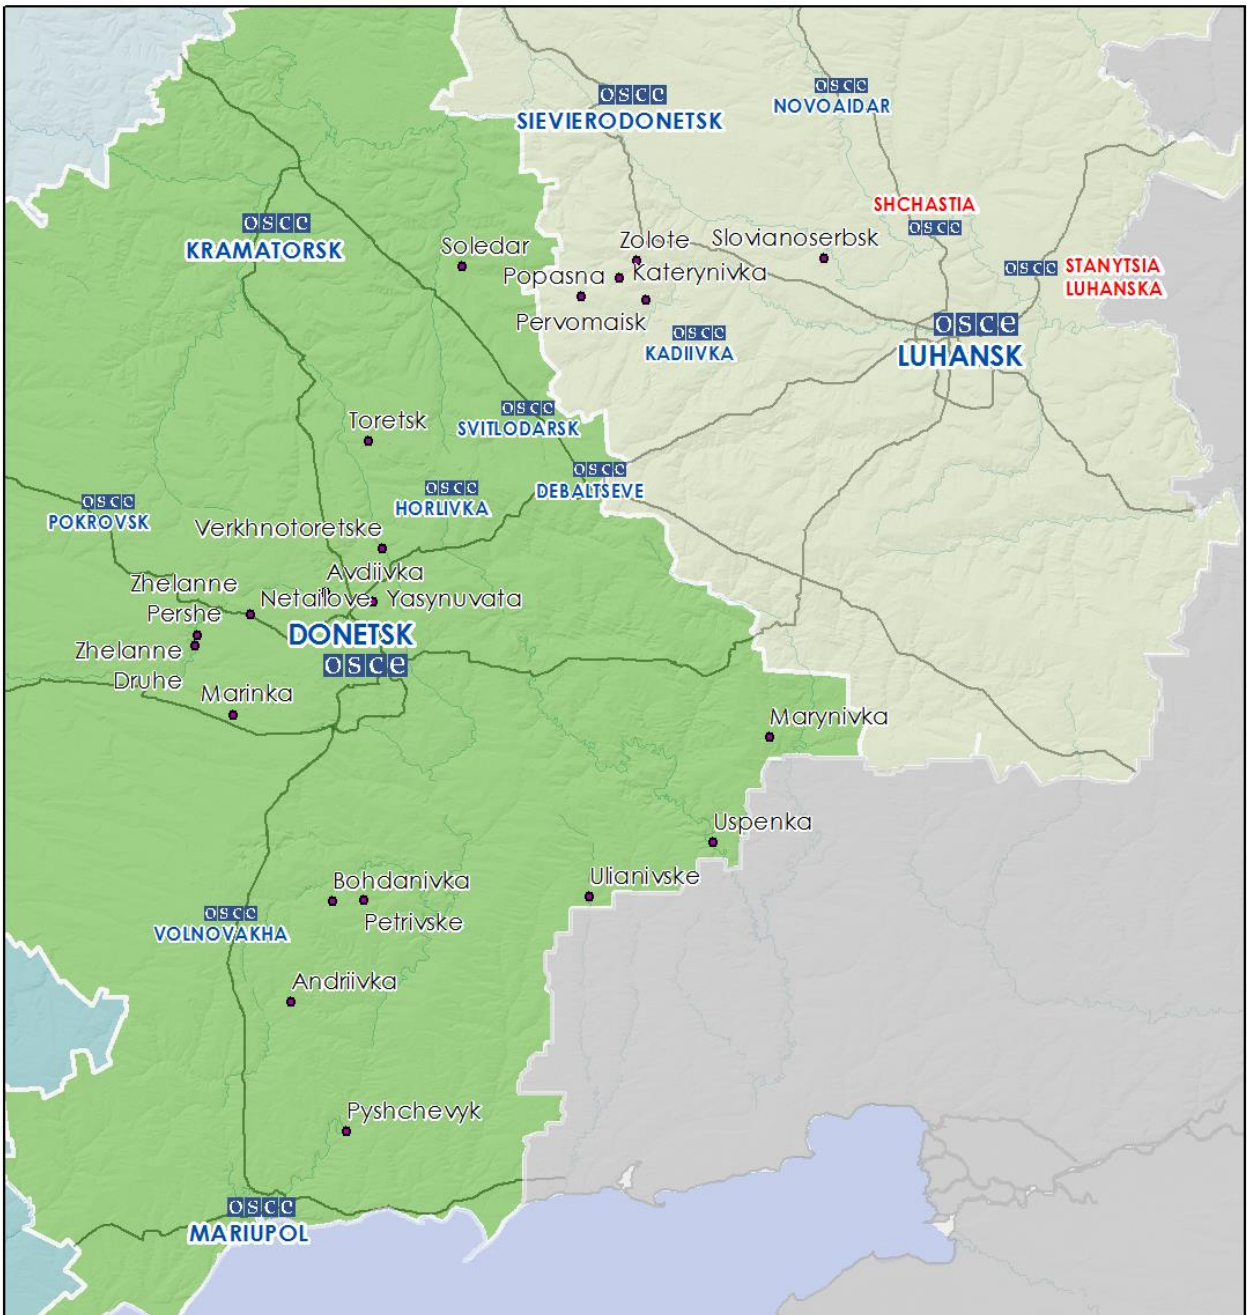 osce
SIEVIERODONETSK
osce
NOVOAIDAR
SHCHASTIA
osce
osce
KRAMATORSK
Soledar
Zolote
Slovianoserbsk
Popasna
Katerynivka
osce
STANYTSIA
LUHANSKA
Pervomaisk
osce
KADIIVKA
osce
LUHANSK
Toretsk
osce
SVITLODARSK
osce
DEBALTSEVE
osce
HORLIVKA
osce
POKROVSK
Verkhnotoretske
Avdiivka
Zhelanne
Pershe
Netailove
Yasynuvata
DONETSK
osce
Zhelanne
Druhe
Marinka
Marynivka
Uspenka
Bohdanivka
Ulianivske
Petrivske
osce
VOLNOVAKHA
Andriivka
Pyshchevyk
osce
MARIUPOL